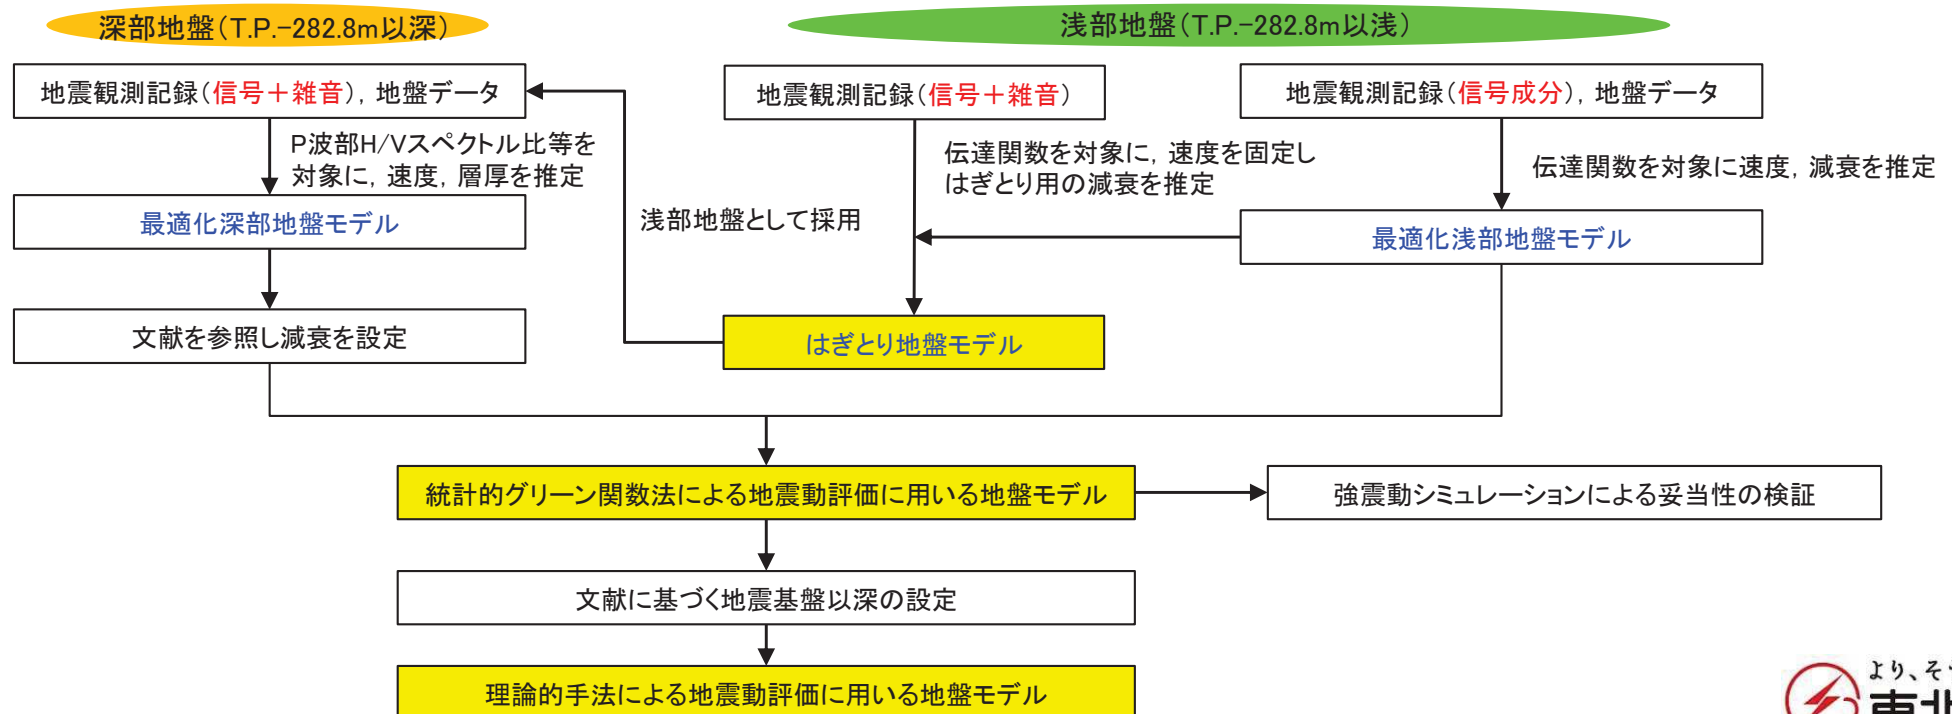 深部地盤(T.P.-282.8m以深)
浅部地盤(T.P.-282.8m以浅)
地震観測記録(信号＋雑音), 地盤データ
地震観測記録(信号＋雑音)
地震観測記録(信号成分), 地盤データ
P波部H/Vスペクトル比等を
対象に, 速度, 層厚を推定
伝達関数を対象に, 速度を固定し
はぎとり用の減衰を推定
伝達関数を対象に速度, 減衰を推定
最適化深部地盤モデル
浅部地盤として採用
最適化浅部地盤モデル
文献を参照し減衰を設定
はぎとり地盤モデル
統計的グリーン関数法による地震動評価に用いる地盤モデル
強震動シミュレーションによる妥当性の検証
文献に基づく地震基盤以深の設定
理論的手法による地震動評価に用いる地盤モデル
より、そ
東北